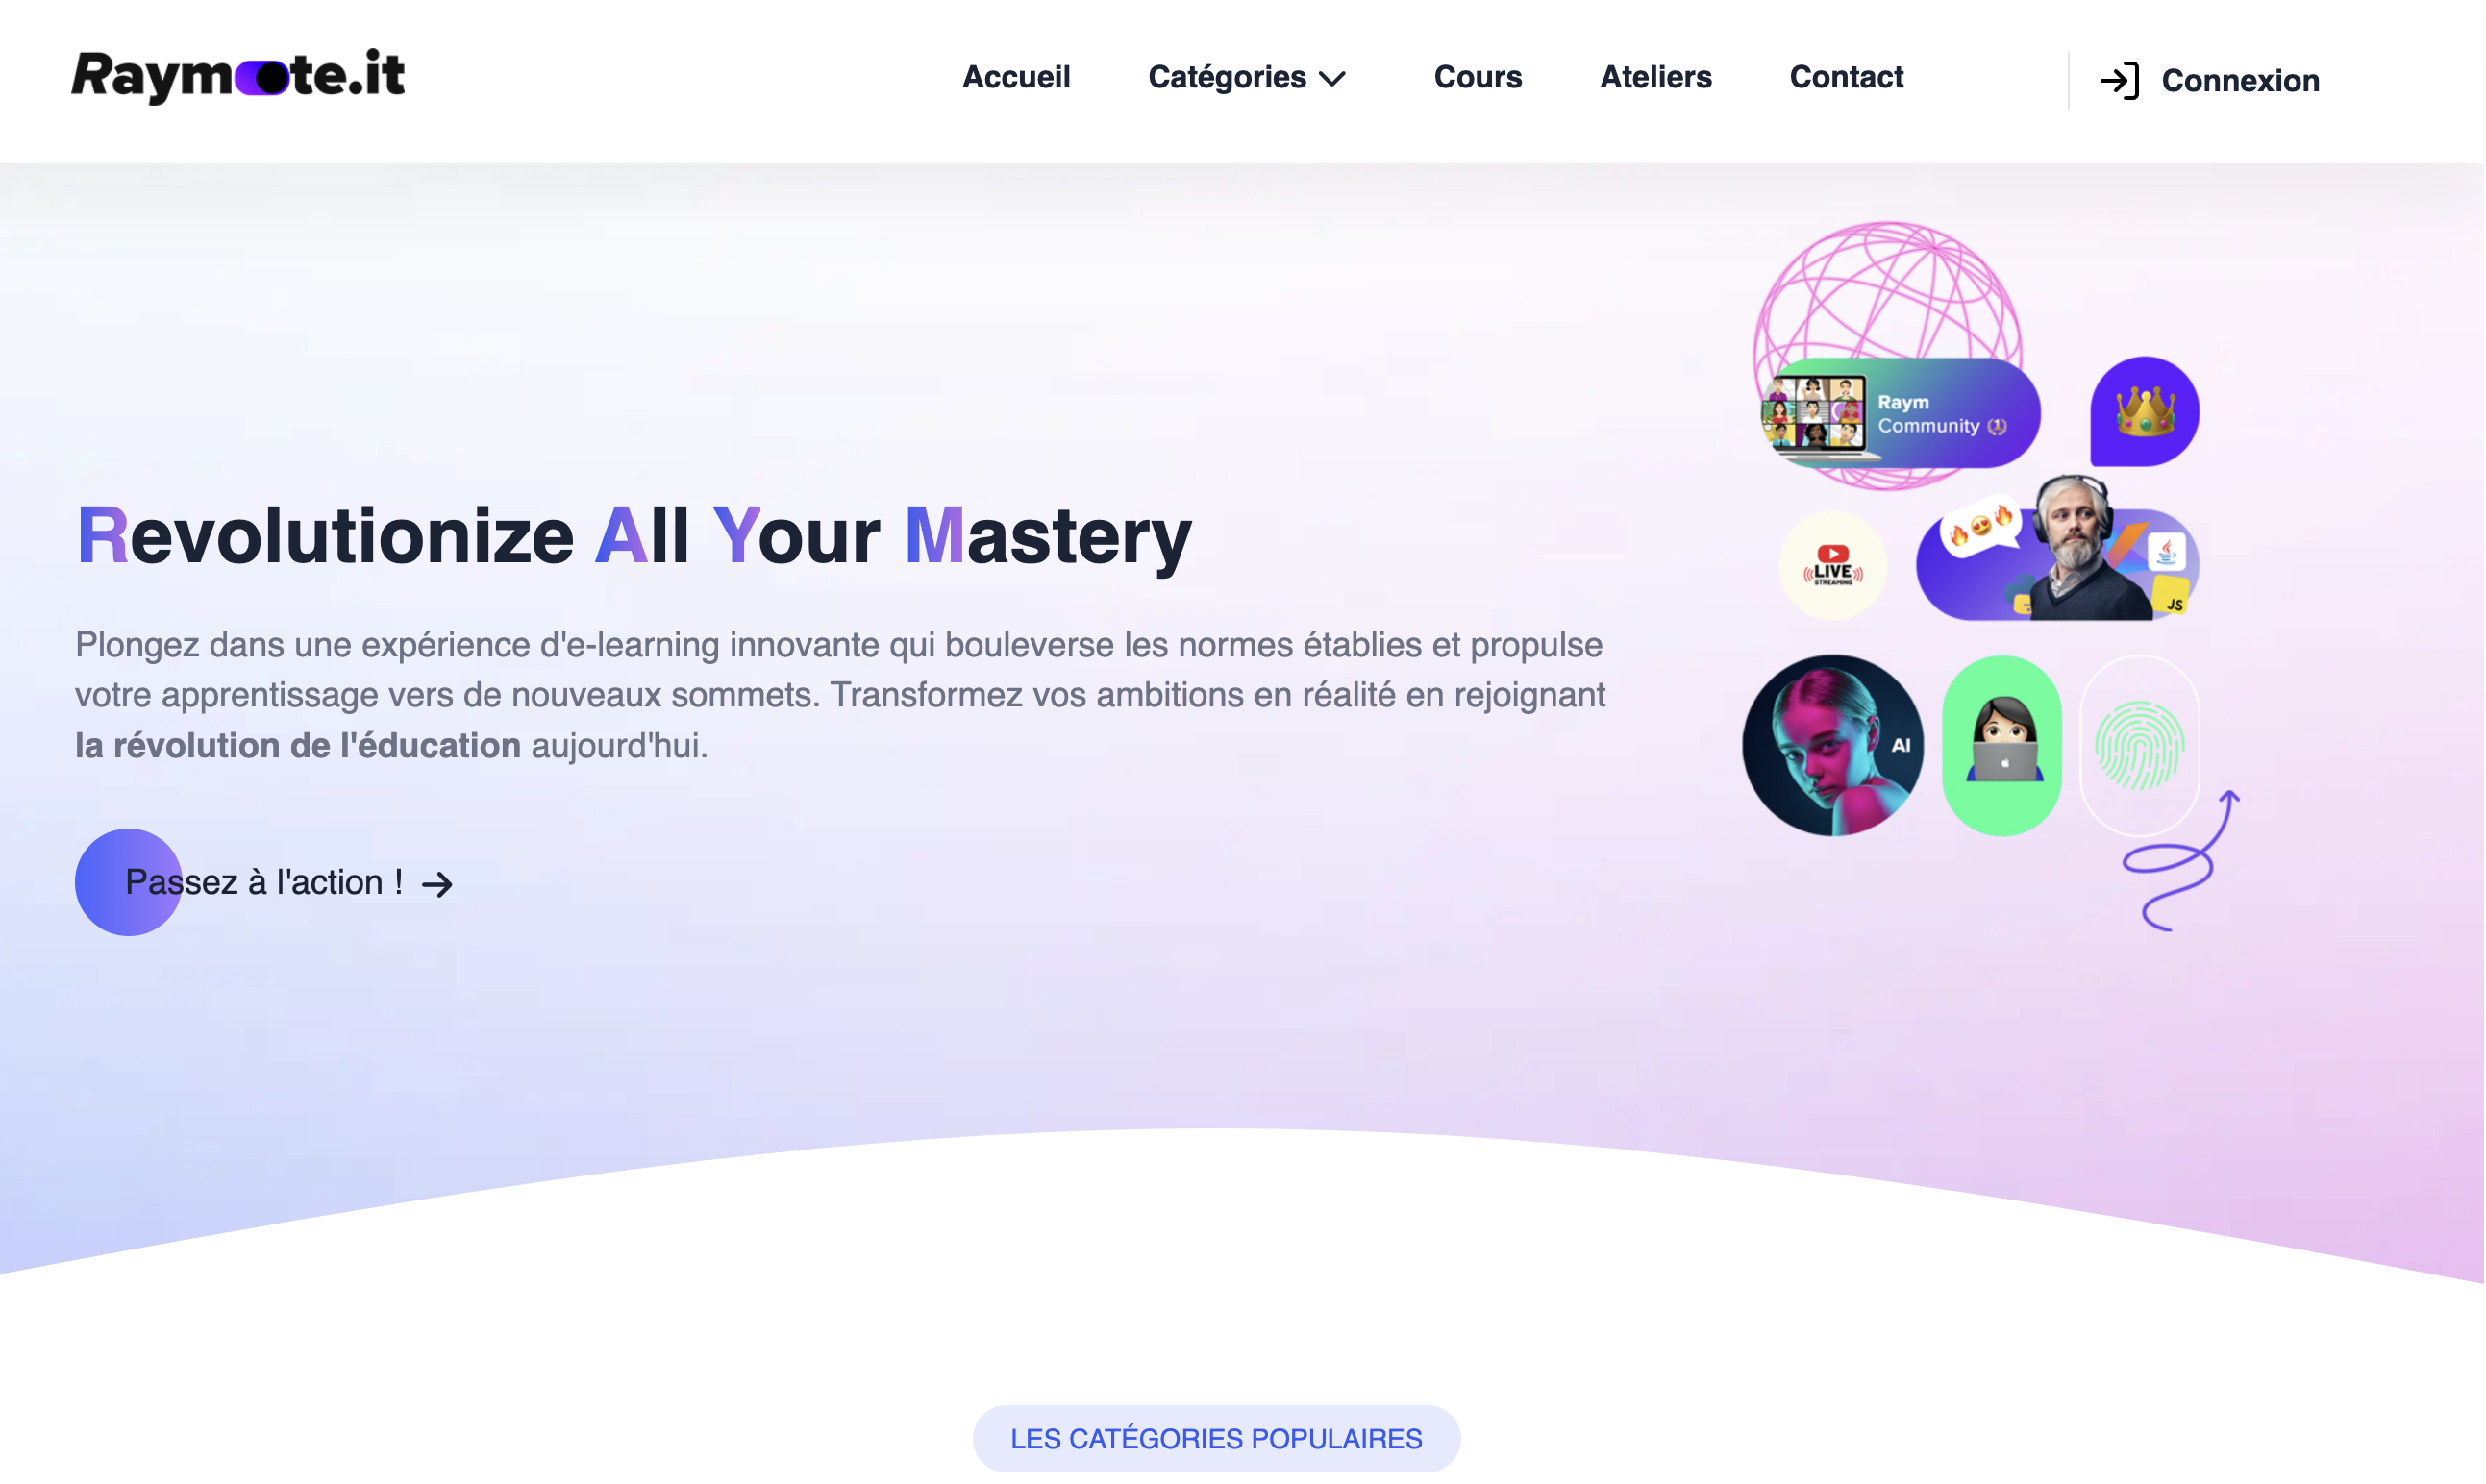 Raymote.it
Accueil
Catégories
Cours
Ateliers
Contact
Connexion
Raym
Community
Revolutionize All Your Mastery
LIVE
STREAMING
JS
Plongez dans une expérience d'e-learning innovante qui bouleverse les normes établies et propulse
votre apprentissage vers de nouveaux sommets. Transformez vos ambitions en réalité en rejoignant
la révolution de l'éducation aujourd'hui.
AI
Passez à l'action !
LES CATÉGORIES POPULAIRES